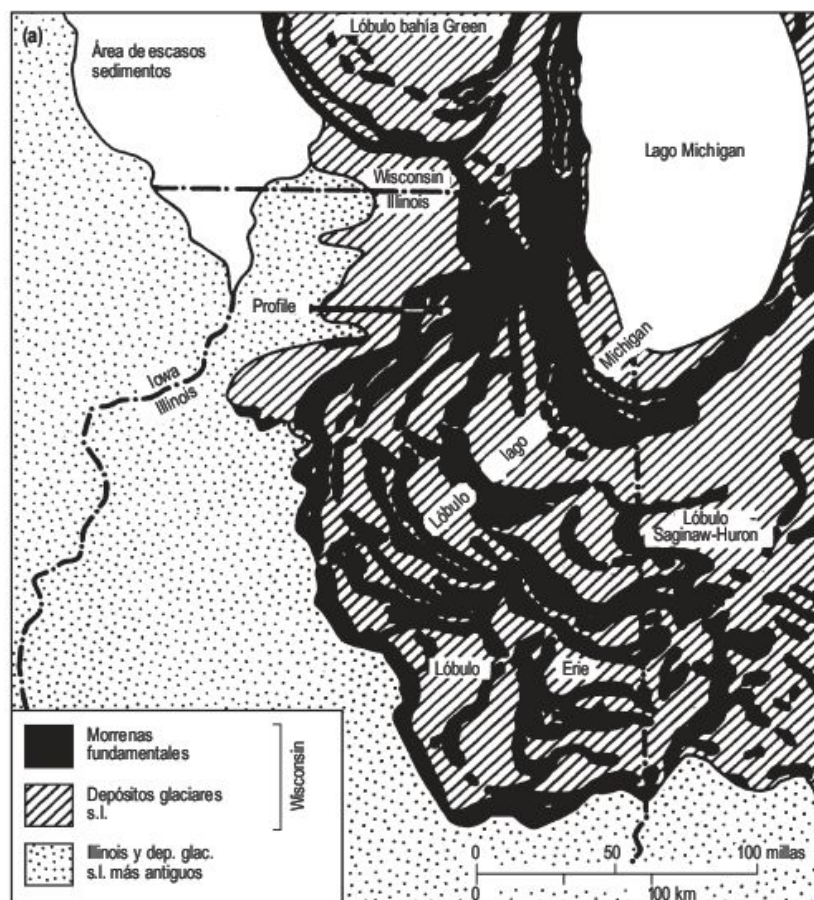 (a)
Lóbulo bahía Green
Área de escasos
sedimentos
Lago Michigan
Wisconsin
Illinois
Profile
Michigan
Iowa
Illinois
lago
Lóbulo
Lóbulo
Saginaw-Huron
Lóbulo
Erie
Morrenas
fundamentales
Depósitos glaciares
s.l.
Wisconsin
Illinois y dep. glac.
s.l. más antiguos
0 50 100 millas
0 100 km